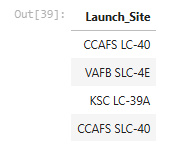 Out[39]: Launch_Site
CCAFS LC-40
VAFB SLC-4E
KSC LC-39A
CCAFS SLC-40